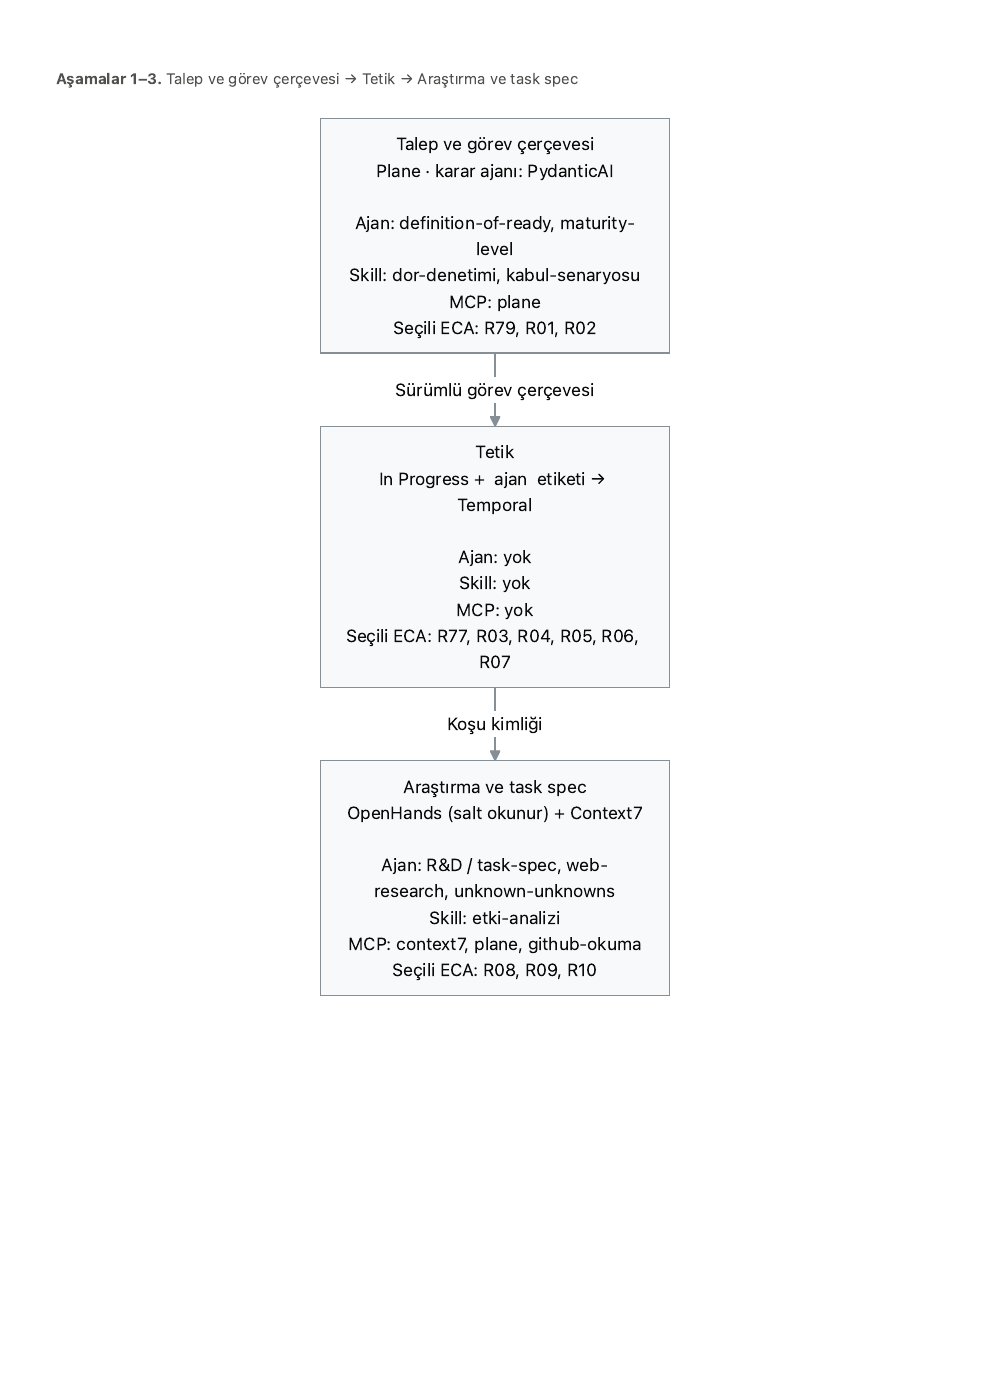 Aşamalar 1–3. Talep ve görev çerçevesi → Tetik → Araştırma ve task spec
Talep ve görev çerçevesi
Plane · karar ajanı: PydanticAI
Ajan: definition-of-ready, maturity-
level
Skill: dor-denetimi, kabul-senaryosu
MCP: plane
Seçili ECA: R79, R01, R02
Sürümlü görev çerçevesi
Tetik
In Progress + ajan etiketi →
Temporal
Ajan: yok
Skill: yok
MCP: yok
Seçili ECA: R77, R03, R04, R05, R06,
R07
Koşu kimliği
Araştırma ve task spec
OpenHands (salt okunur) + Context7
Ajan: R&D / task-spec, web-
research, unknown-unknowns
Skill: etki-analizi
MCP: context7, plane, github-okuma
Seçili ECA: R08, R09, R10